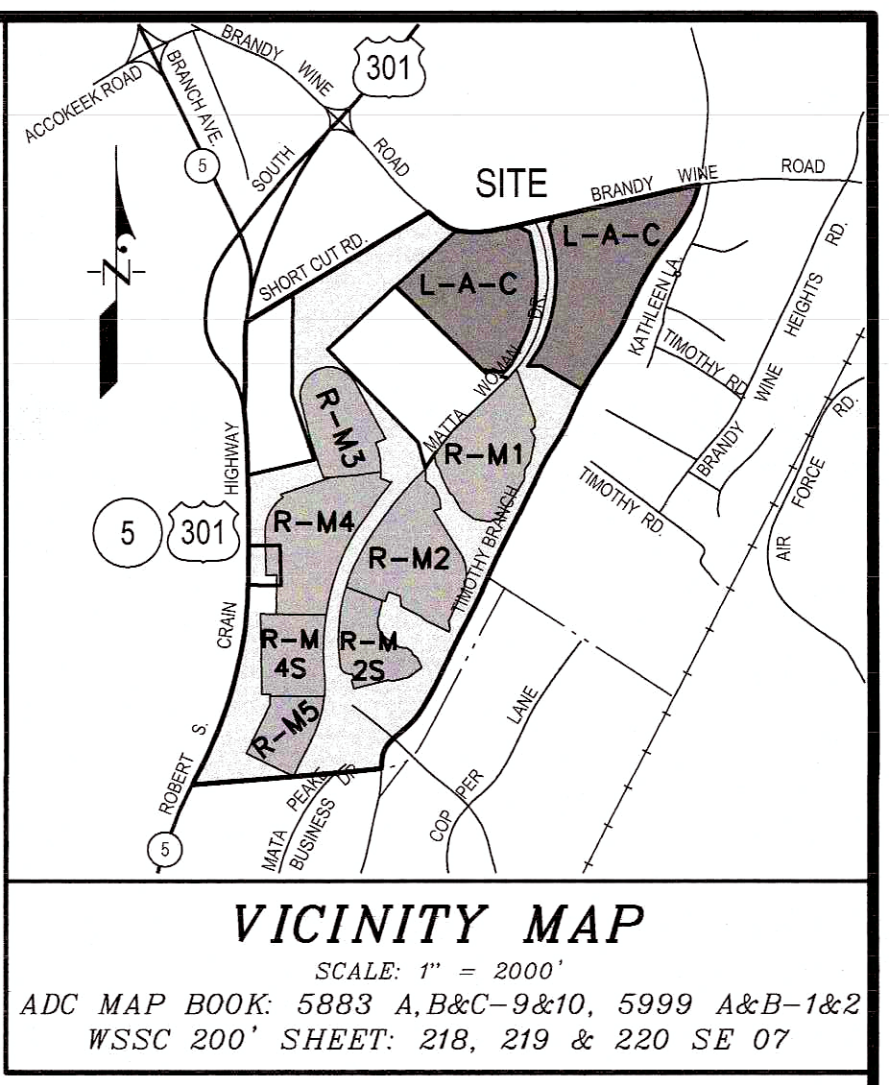 ACCOKEEK ROAD
BRANCH AVE.
BRANDY WINE ROAD
301
5
SOUTH
SITE
BRANDY WINE ROAD
SHORT CUT RD.
L-A-C
L-A-C
KATHLEEN LA.
TIMOTHY RD.
BRANDY WINE HEIGHTS RD.
N
MATTA WOMAN DR.
R-M3
R-M1
TIMOTHY RD.
AIR FORCE RD.
5
301
R-M4
R-M2
TIMOTHY BRANCH
R-M
4S
R-M
2S
R-M5
ROBERT S. CRAIN HIGHWAY
5
MATA PEAKE
BUSINESS DR.
COPPER LANE
VICINITY MAP
SCALE: 1" = 2000'
ADC MAP BOOK: 5883 A,B&C-9&10, 5999 A&B-1&2
WSSC 200' SHEET: 218, 219 & 220 SE 07